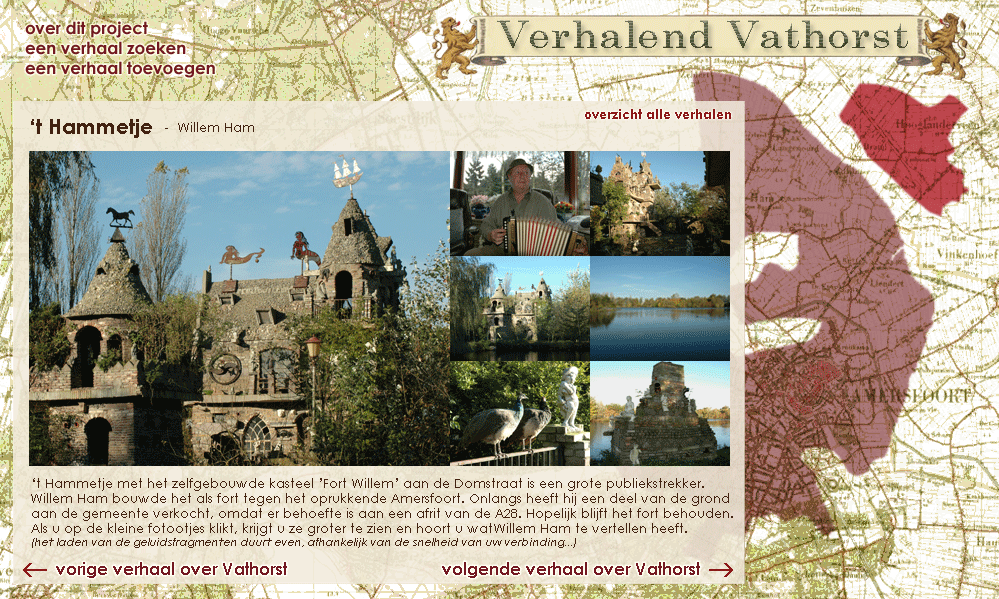 over dit project
een verhaal zoeken
een verhaal toevoegen
Verhalend Vathorst
overzicht alle verhalen
't Hammetje - Willem Ham
't Hammetje met het zelfgebouwde kasteel 'Fort Willem' aan de Domstraat is een grote publiekstrekker.
Willem Ham bouwde het als fort tegen het oprukkende Amersfoort. Onlangs heeft hij een deel van de grond
aan de gemeente verkocht, omdat er behoefte is aan een afrit van de A28. Hopelijk blijft het fort behouden.
Als u op de kleine fotootjes klikt, krijgt u ze groter te zien en hoort u watWillem Ham te vertellen heeft.
(het laden van de geluidsfragmenten duurt even, afhankelijk van de snelheid van uw verbinding...)
← vorige verhaal over Vathorst
volgende verhaal over Vathorst →
Zevenhuizen
Hooglanderveen
Vinkenhoef
Liendert
AMERSFOORT